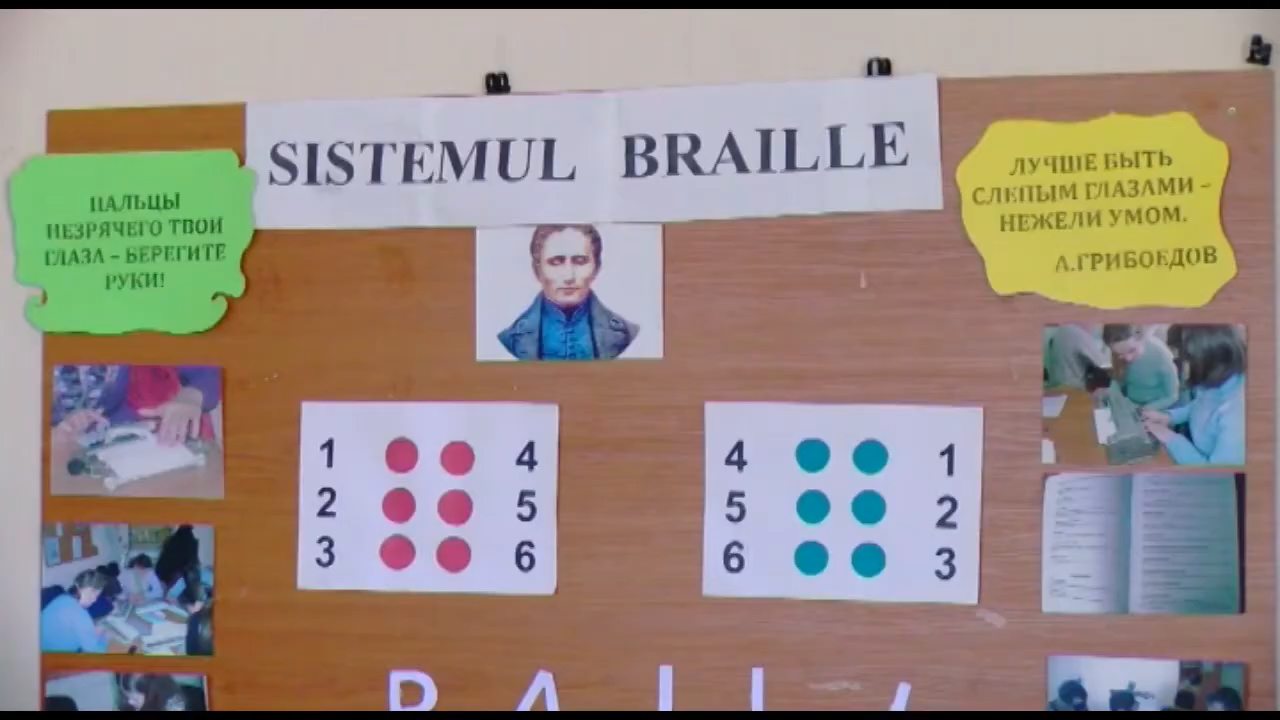 SISTEMUL BRAILLE
ПАЛЬЦЫ
НЕЗРЯЧЕГО ТВОИ
ГЛАЗА – БЕРЕГИТЕ
РУКИ!
ЛУЧШЕ БЫТЬ
СЛЕПЫМ ГЛАЗАМИ –
НЕЖЕЛИ УМОМ.
А.ГРИБОЕДОВ
1 4
2 5
3 6
4 1
5 2
6 3